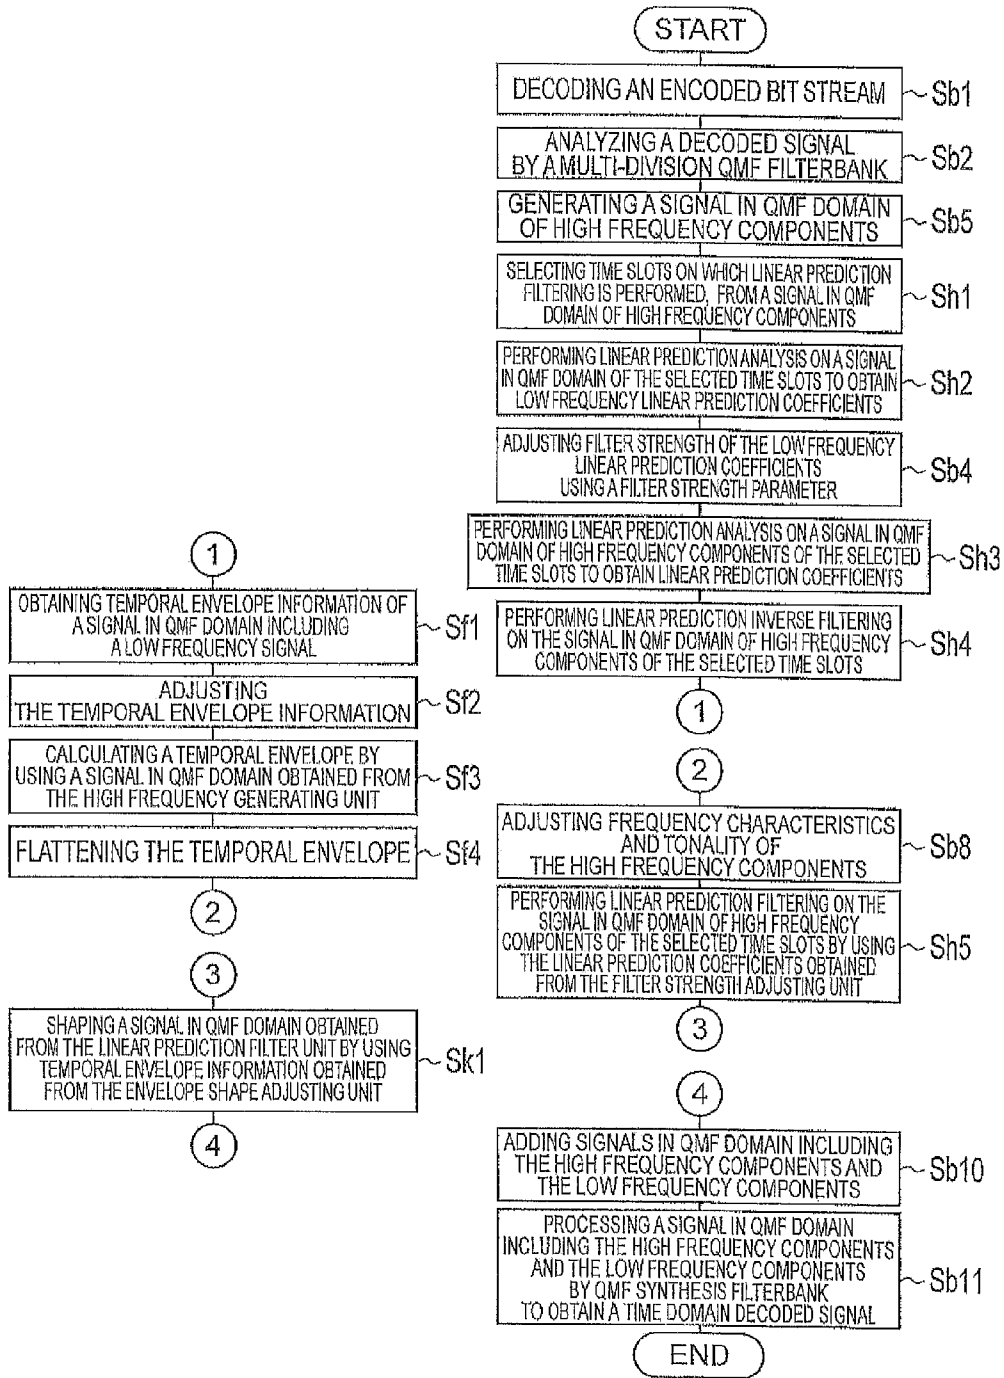 START
DECODING AN ENCODED BIT STREAM
Sb1
ANALYZING A DECODED SIGNAL
BY A MULTI-DIVISION QMF FILTERBANK
Sb2
GENERATING A SIGNAL IN QMF DOMAIN
OF HIGH FREQUENCY COMPONENTS
Sb5
SELECTING TIME SLOTS ON WHICH LINEAR PREDICTION
FILTERING IS PERFORMED, FROM A SIGNAL IN QMF
DOMAIN OF HIGH FREQUENCY COMPONENTS
Sh1
PERFORMING LINEAR PREDICTION ANALYSIS ON A SIGNAL
IN QMF DOMAIN OF THE SELECTED TIME SLOTS TO OBTAIN
LOW FREQUENCY LINEAR PREDICTION COEFFICIENTS
Sh2
ADJUSTING FILTER STRENGTH OF THE LOW FREQUENCY
LINEAR PREDICTION COEFFICIENTS
USING A FILTER STRENGTH PARAMETER
Sb4
PERFORMING LINEAR PREDICTION ANALYSIS ON A SIGNAL IN QMF
DOMAIN OF HIGH FREQUENCY COMPONENTS OF THE SELECTED
TIME SLOTS TO OBTAIN LINEAR PREDICTION COEFFICIENTS
Sh3
PERFORMING LINEAR PREDICTION INVERSE FILTERING
ON THE SIGNAL IN QMF DOMAIN OF HIGH FREQUENCY
COMPONENTS OF THE SELECTED TIME SLOTS
Sh4
1
1
OBTAINING TEMPORAL ENVELOPE INFORMATION OF
A SIGNAL IN QMF DOMAIN INCLUDING
A LOW FREQUENCY SIGNAL
Sf1
ADJUSTING
THE TEMPORAL ENVELOPE INFORMATION
Sf2
CALCULATING A TEMPORAL ENVELOPE BY
USING A SIGNAL IN QMF DOMAIN OBTAINED FROM
THE HIGH FREQUENCY GENERATING UNIT
Sf3
FLATTENING THE TEMPORAL ENVELOPE
Sf4
2
2
ADJUSTING FREQUENCY CHARACTERISTICS
AND TONALITY OF
THE HIGH FREQUENCY COMPONENTS
Sb8
PERFORMING LINEAR PREDICTION FILTERING ON THE
SIGNAL IN QMF DOMAIN OF HIGH FREQUENCY
COMPONENTS OF THE SELECTED TIME SLOTS BY USING
THE LINEAR PREDICTION COEFFICIENTS OBTAINED
FROM THE FILTER STRENGTH ADJUSTING UNIT
Sh5
3
3
SHAPING A SIGNAL IN QMF DOMAIN OBTAINED
FROM THE LINEAR PREDICTION FILTER UNIT BY USING
TEMPORAL ENVELOPE INFORMATION OBTAINED
FROM THE ENVELOPE SHAPE ADJUSTING UNIT
Sk1
4
4
ADDING SIGNALS IN QMF DOMAIN INCLUDING
THE HIGH FREQUENCY COMPONENTS AND
THE LOW FREQUENCY COMPONENTS
Sb10
PROCESSING A SIGNAL IN QMF DOMAIN
INCLUDING THE HIGH FREQUENCY COMPONENTS
AND THE LOW FREQUENCY COMPONENTS
BY QMF SYNTHESIS FILTERBANK
TO OBTAIN A TIME DOMAIN DECODED SIGNAL
Sb11
END